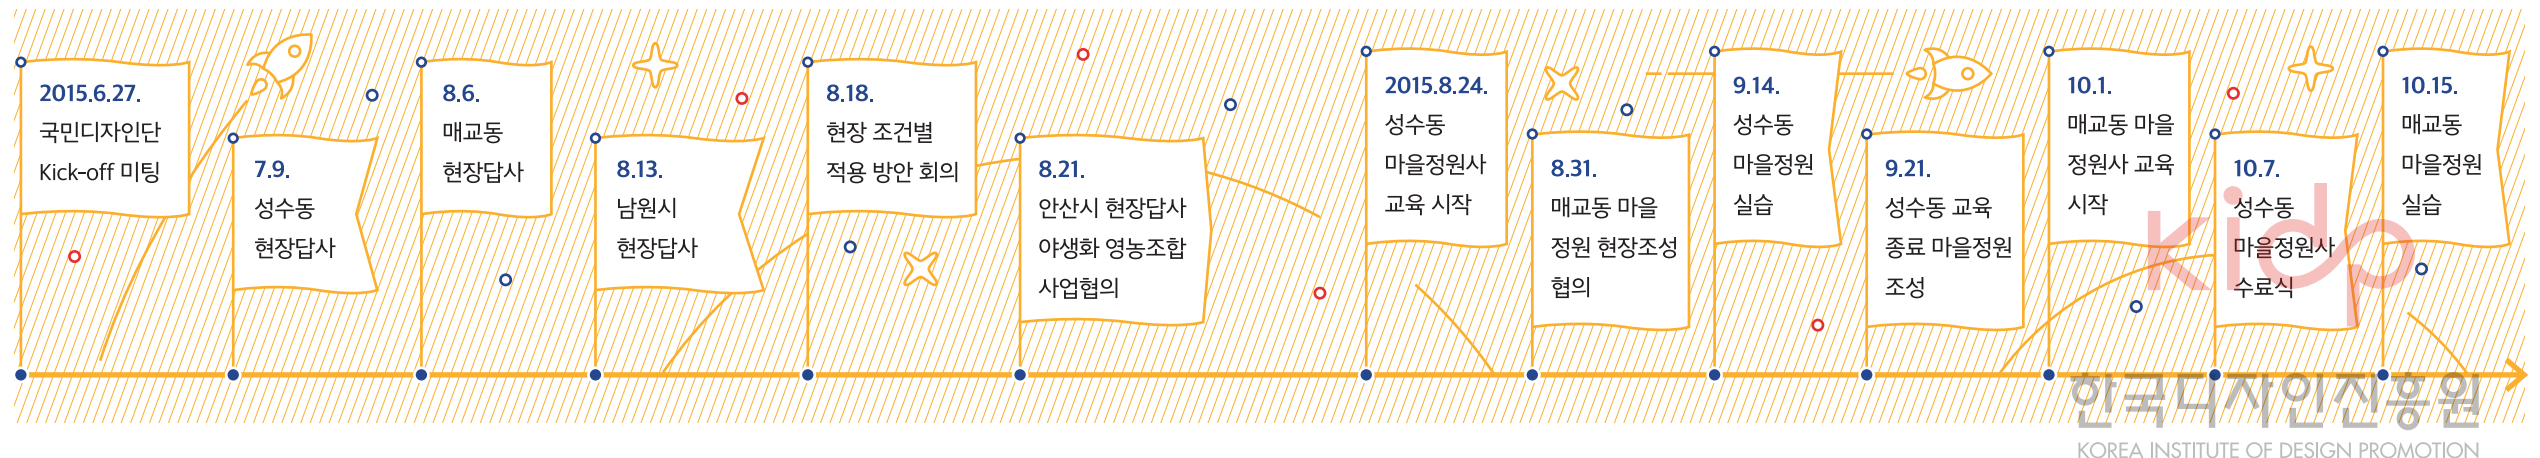 2015.6.27.
국민디자인단
Kick-off 미팅
7.9.
성수동
현장답사
8.6.
매교동
현장답사
8.13.
남원시
현장답사
8.18.
현장 조건별
적용 방안 회의
8.21.
안산시 현장답사
야생화 영농조합
사업협의
2015.8.24.
성수동
마을정원사
교육 시작
8.31.
매교동 마을
정원 현장조성
협의
9.14.
성수동
마을정원
실습
9.21.
성수동 교육
종료 마을정원
조성
10.1.
매교동 마을
정원사 교육
시작
10.7.
성수동
마을정원사
수료식
10.15.
매교동
마을정원
실습
kidp
한국디자인진흥원
KOREA INSTITUTE OF DESIGN PROMOTION